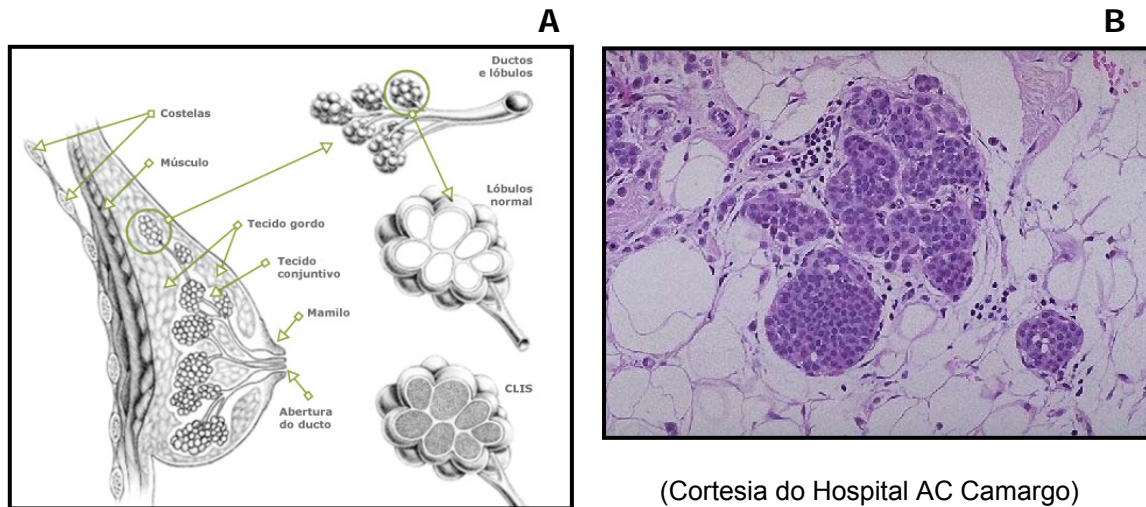 A
B
Ductos
e lóbulos
Costelas
Músculo
Lóbulos
normal
Tecido gordo
Tecido
conjuntivo
Mamilo
CLIS
Abertura
do ducto
(Cortesia do Hospital AC Camargo)